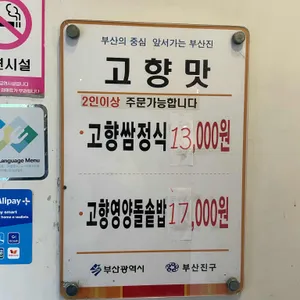 연시설
Language Menu
Alipay+
부산의 중심 앞서가는 부산진
고향맛
2인이상 주문가능합니다
·고향쌈정식 13,000원
·고향영양돌솥밥 17,000원
부산광역시 부산진구